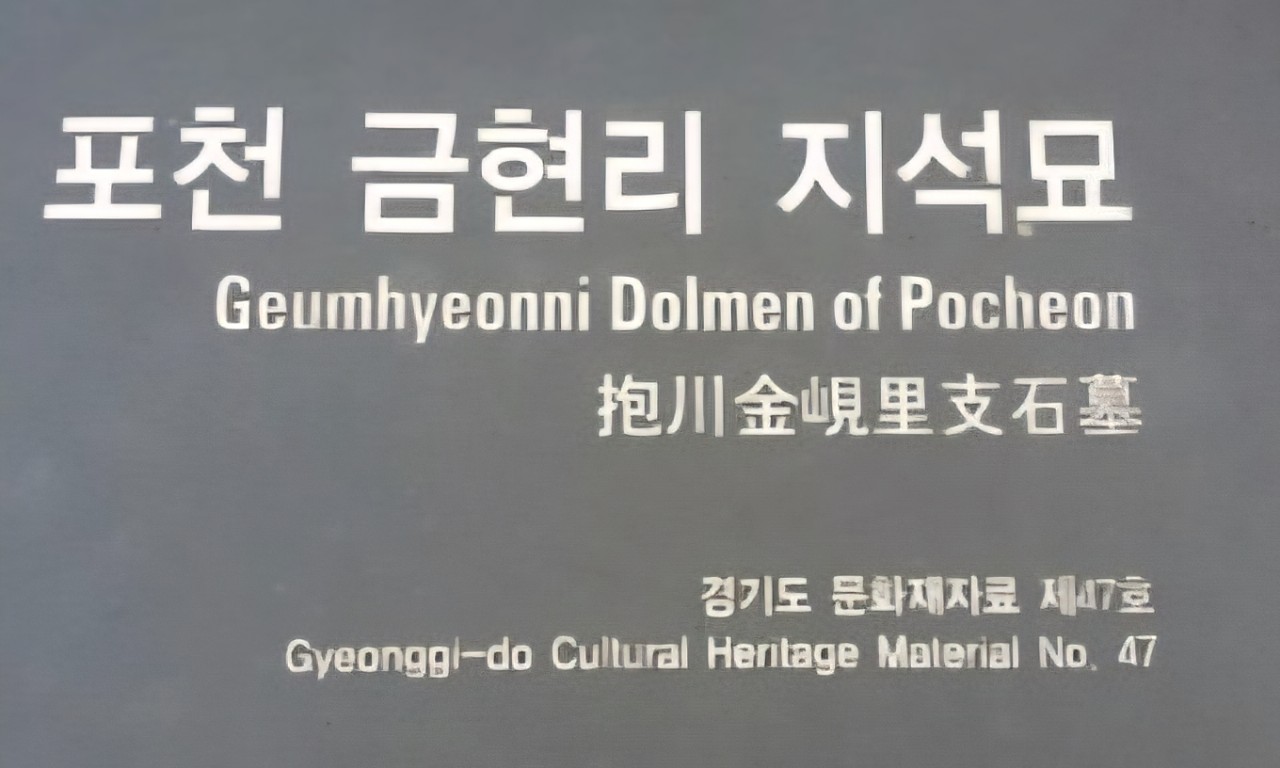 포천 금현리 지석묘
Geumhyeonni Dolmen of Pocheon
抱川金峴里支石墓
경기도 문화재자료 제47호
Gyeonggi-do Cultural Heritage Material No. 47